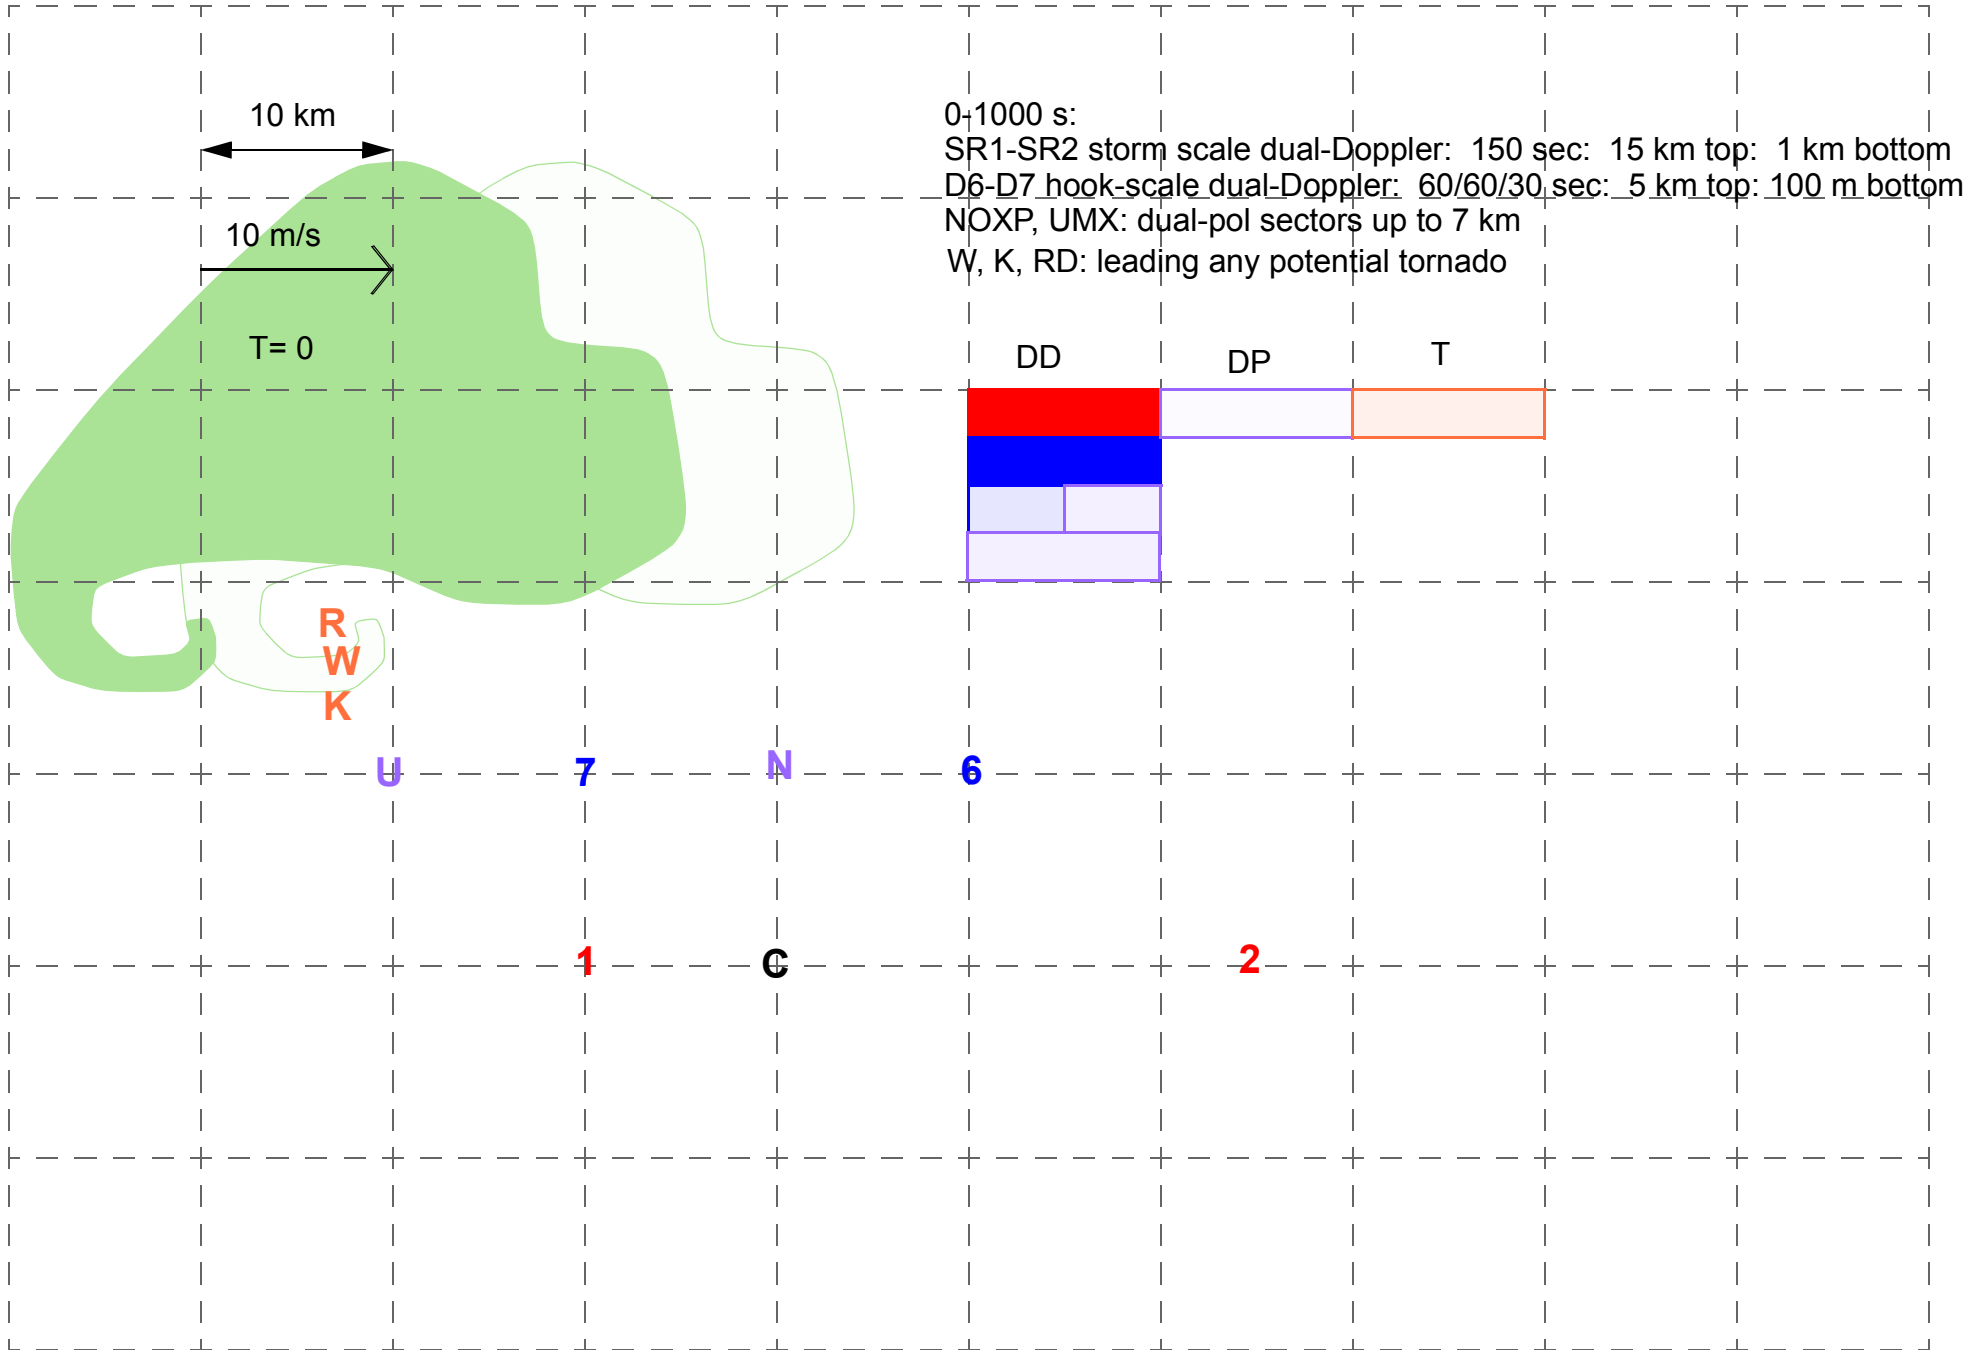 10 km
0-1000 s:
SR1-SR2 storm scale dual-Doppler: 150 sec: 15 km top: 1 km bottom
D6-D7 hook-scale dual-Doppler: 60/60/30 sec: 5 km top: 100 m bottom
NOXP, UMX: dual-pol sectors up to 7 km
W, K, RD: leading any potential tornado
10 m/s
T= 0
DD DP T
R
W
K
U 7 N 6
1 C 2